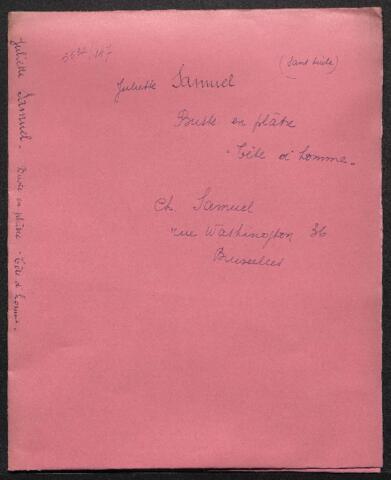 (sans suite)
Juliette Samuel
Buste en plâtre
- Tête d'homme -
Ch. Samuel
rue Washington 36
Bruxelles
Juliette Samuel - Buste en plâtre - Tête d'homme -